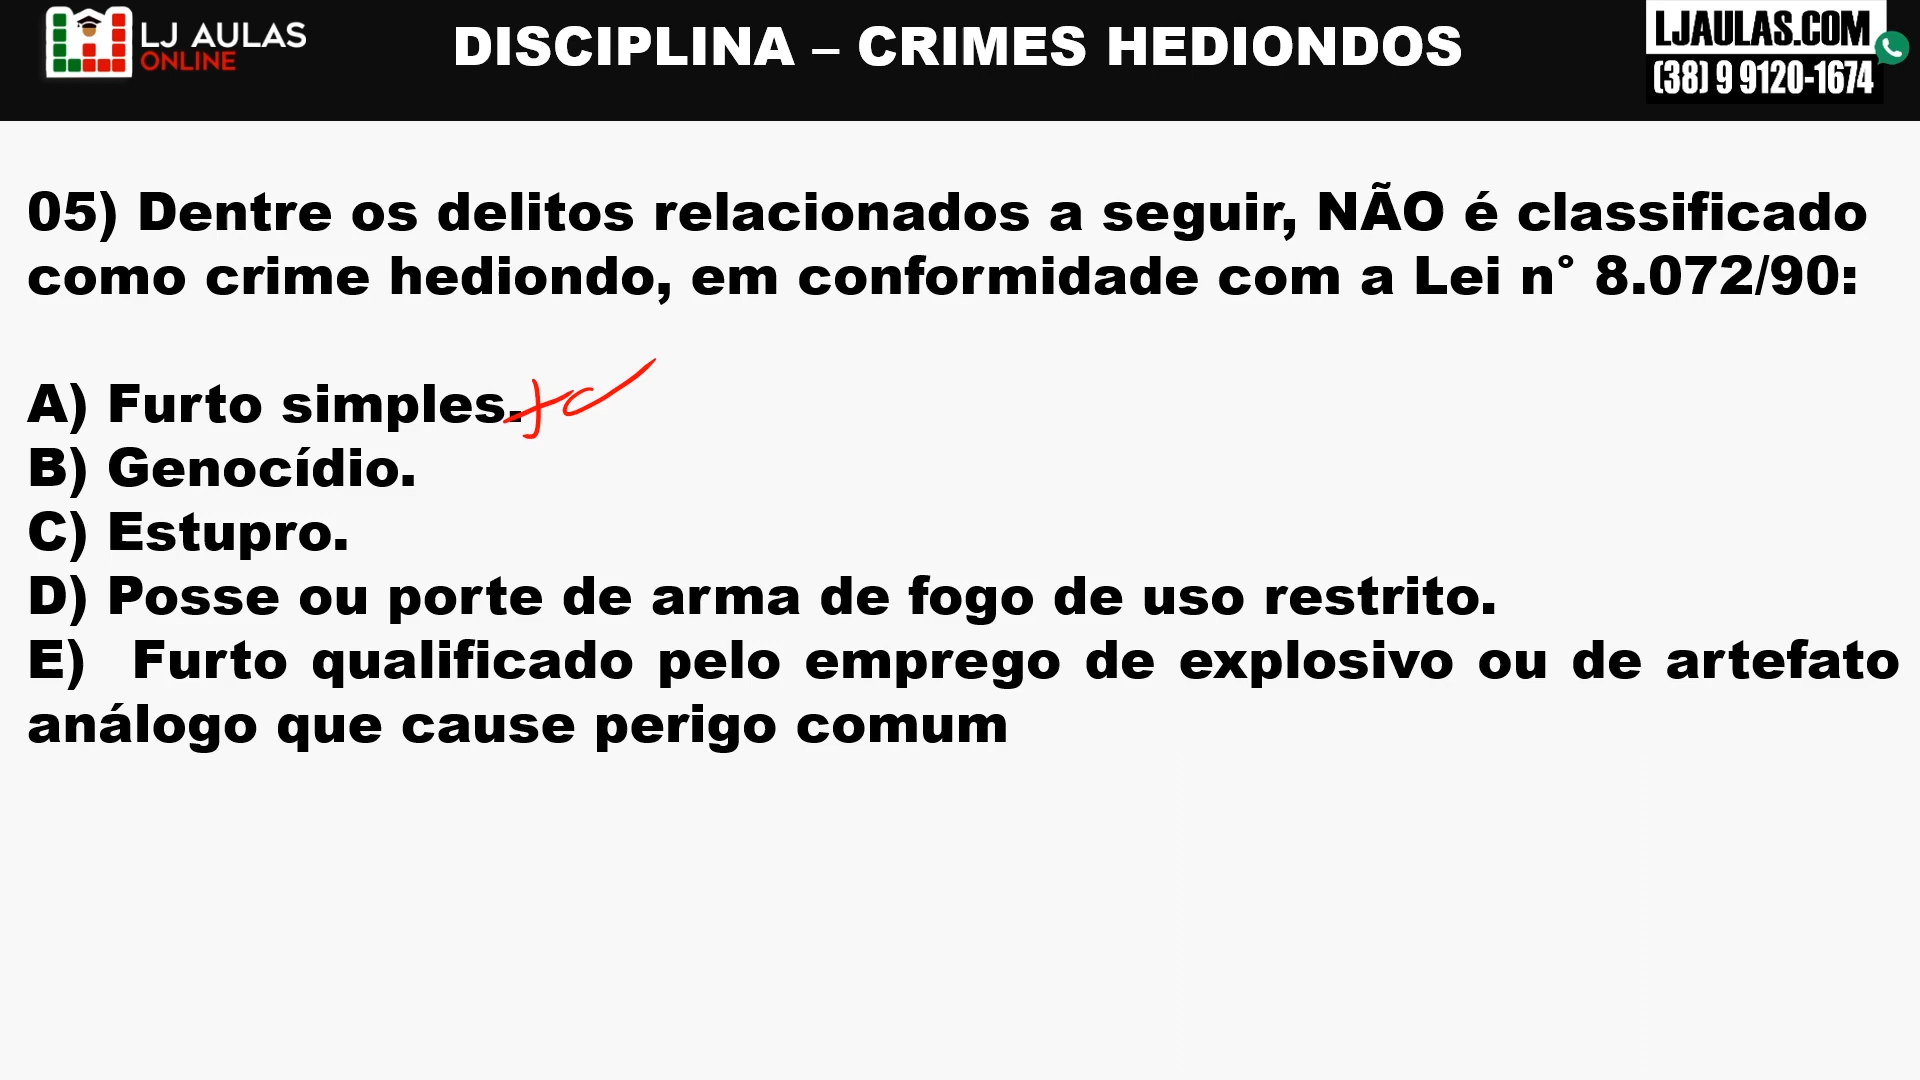 LJ AULAS
ONLINE
DISCIPLINA – CRIMES HEDIONDOS
LJAULAS.COM
(38) 9 9120-1674
05) Dentre os delitos relacionados a seguir, NÃO é classificado
como crime hediondo, em conformidade com a Lei n° 8.072/90:
A) Furto simples.
B) Genocídio.
C) Estupro.
D) Posse ou porte de arma de fogo de uso restrito.
E) Furto qualificado pelo emprego de explosivo ou de artefato
análogo que cause perigo comum